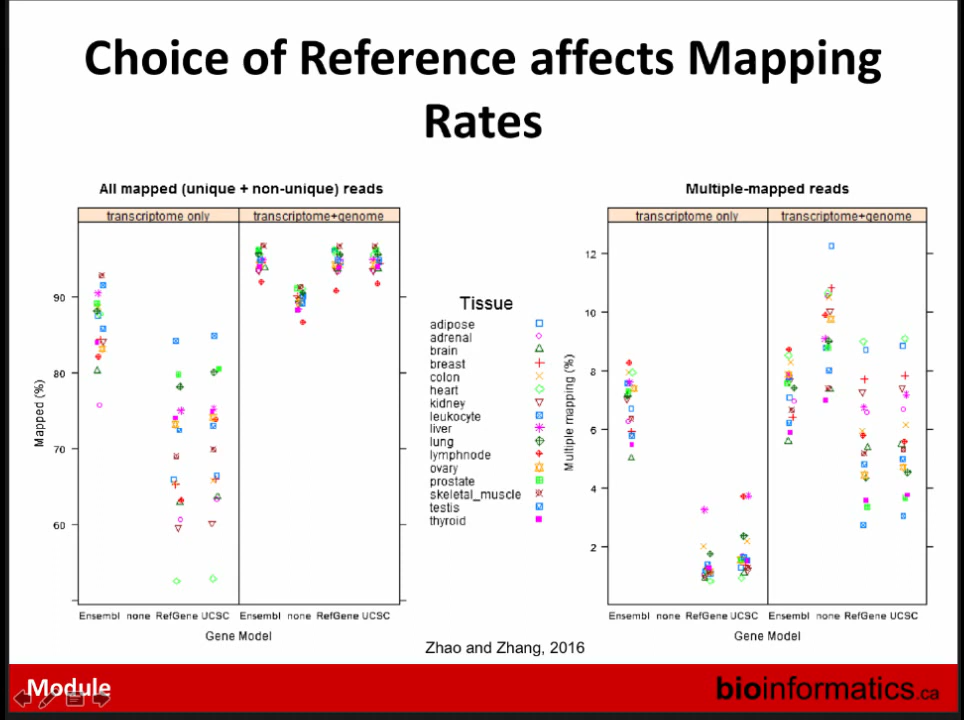 Choice of Reference affects Mapping
Rates
All mapped (unique + non-unique) reads
transcriptome only
transcriptome+genome
Mapped (%)
90
80
70
60
Ensembl none RefGene UCSC
Ensembl none RefGene UCSC
Gene Model
Tissue
adipose
adrenal
brain
breast
colon
heart
kidney
leukocyte
liver
lung
lymphnode
ovary
prostate
skeletal_muscle
testis
thyroid
Multiple-mapped reads
transcriptome only
transcriptome+genome
Multiple mapping (%)
12
10
8
6
4
2
Ensembl none RefGene UCSC
Ensembl none RefGene UCSC
Gene Model
Zhao and Zhang, 2016
Module
bioinformatics.ca